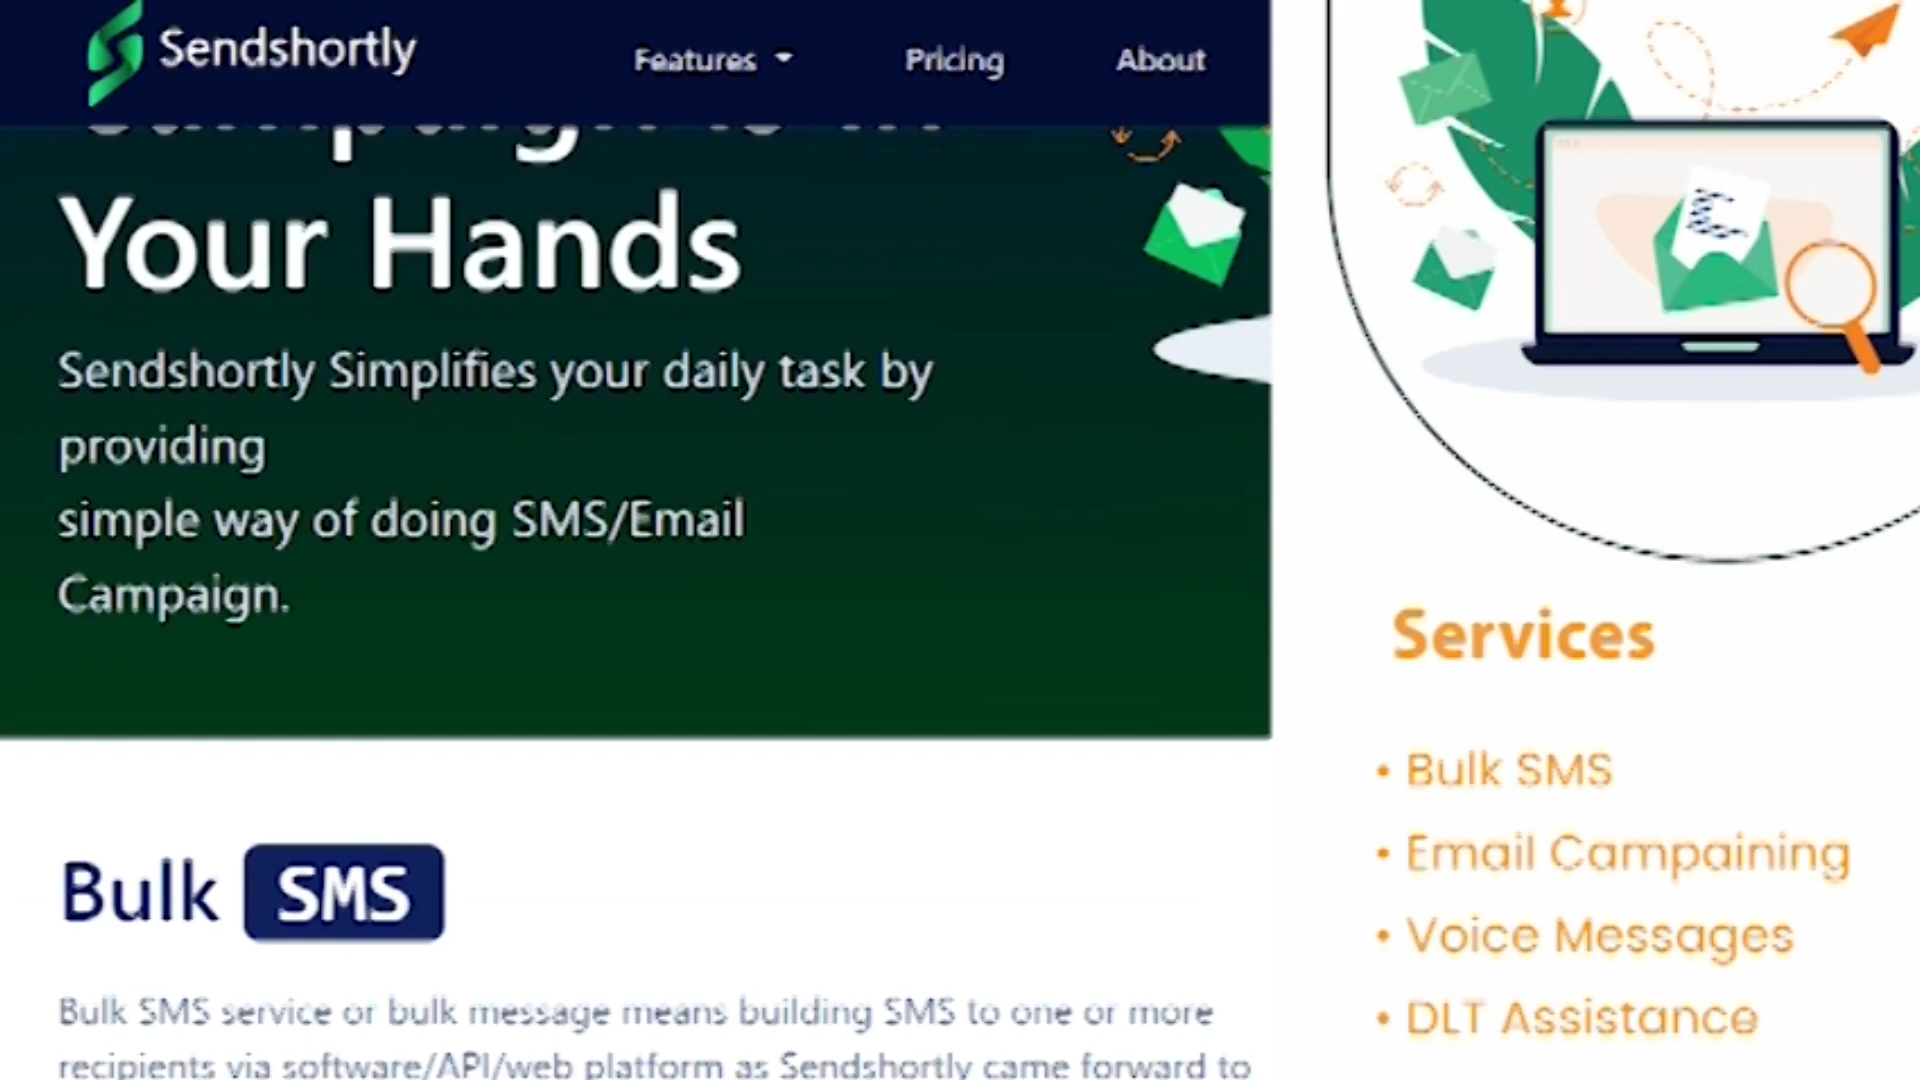 Sendshortly
Features
Pricing
About
Your Hands
Sendshortly Simplifies your daily task by
providing
simple way of doing SMS/Email
Campaign.
Bulk SMS
Bulk SMS service or bulk message means building SMS to one or more
recipients via software/API/web platform as Sendshortly came forward to
Services
• Bulk SMS
• Email Campaining
• Voice Messages
• DLT Assistance